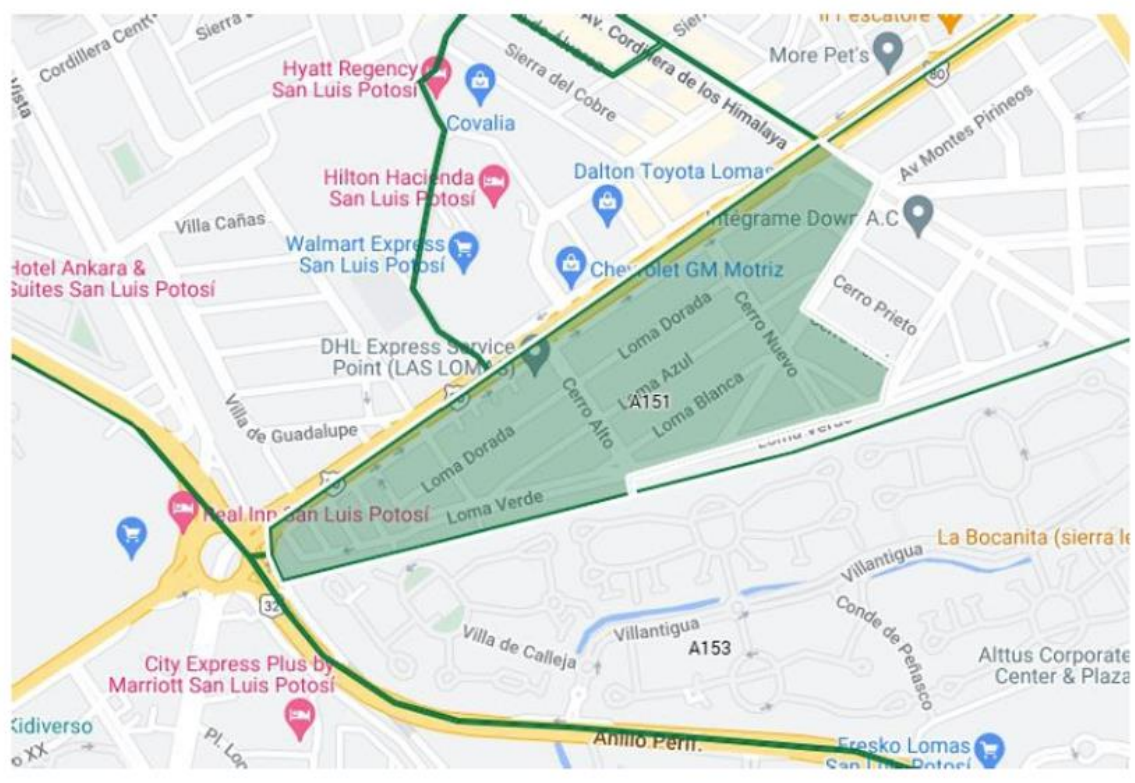 Cordillera Cent
Sierra
Il Pescatore
Hyatt Regency
San Luis Potosí
Covalia
Sierra del Cobre
Av. Cordillera de los Himalaya
More Pet's
80
Av Montes Pirineos
Vista
Hilton Hacienda
San Luis Potosí
Dalton Toyota Lomas
Villa Cañas
Walmart Express
San Luis Potosí
Chevrolet GM Motriz
Intégrame Down A.C
Hotel Ankara &
Suites San Luis Potosí
Loma Dorada
Cerro Nuevo
Cerro Prieto
DHL Express Service
Point (LAS LOMAS)
Loma Azul
A151
Loma Blanca
Cerro Alto
Villa de Guadalupe
Loma Dorada
Loma Verde
Loma Verde
Real Inn San Luis Potosí
La Bocanita (sierra le
Villantigua
32
Villa de Calleja
Villantigua
A153
Conde de Peñasco
City Express Plus by
Marriott San Luis Potosí
Alttus Corporate
Center & Plaza
Kidiverso
o XX
Pl. Lo
Anillo Perif.
Fresko Lomas
San Luis Potosí